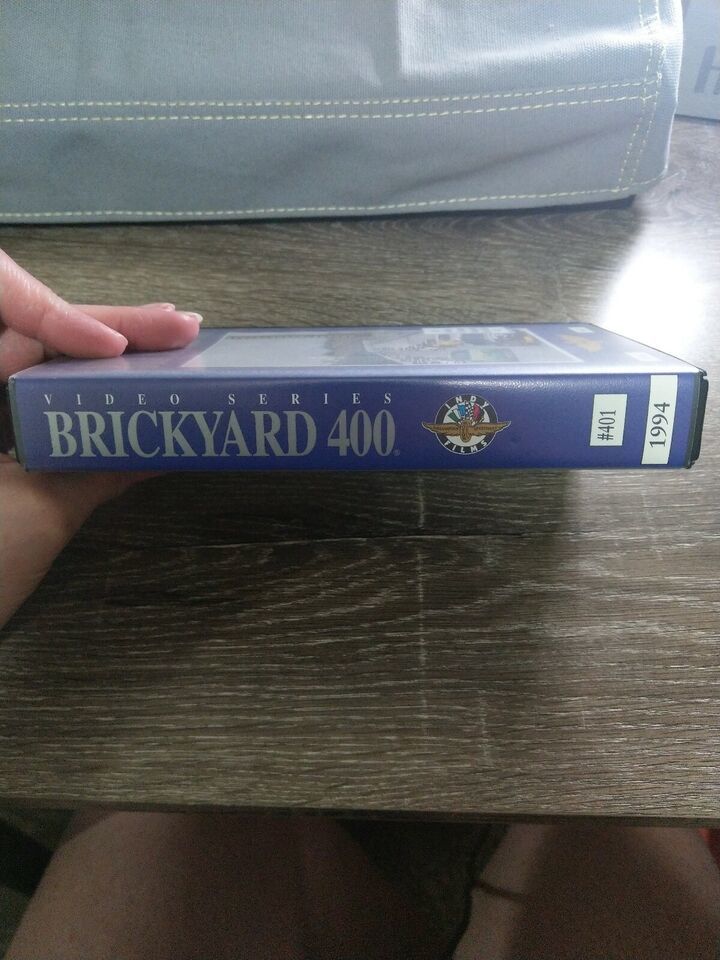 VIDEO SERIES
BRICKYARD 400®
INDY
FILMS
#401
1994
H